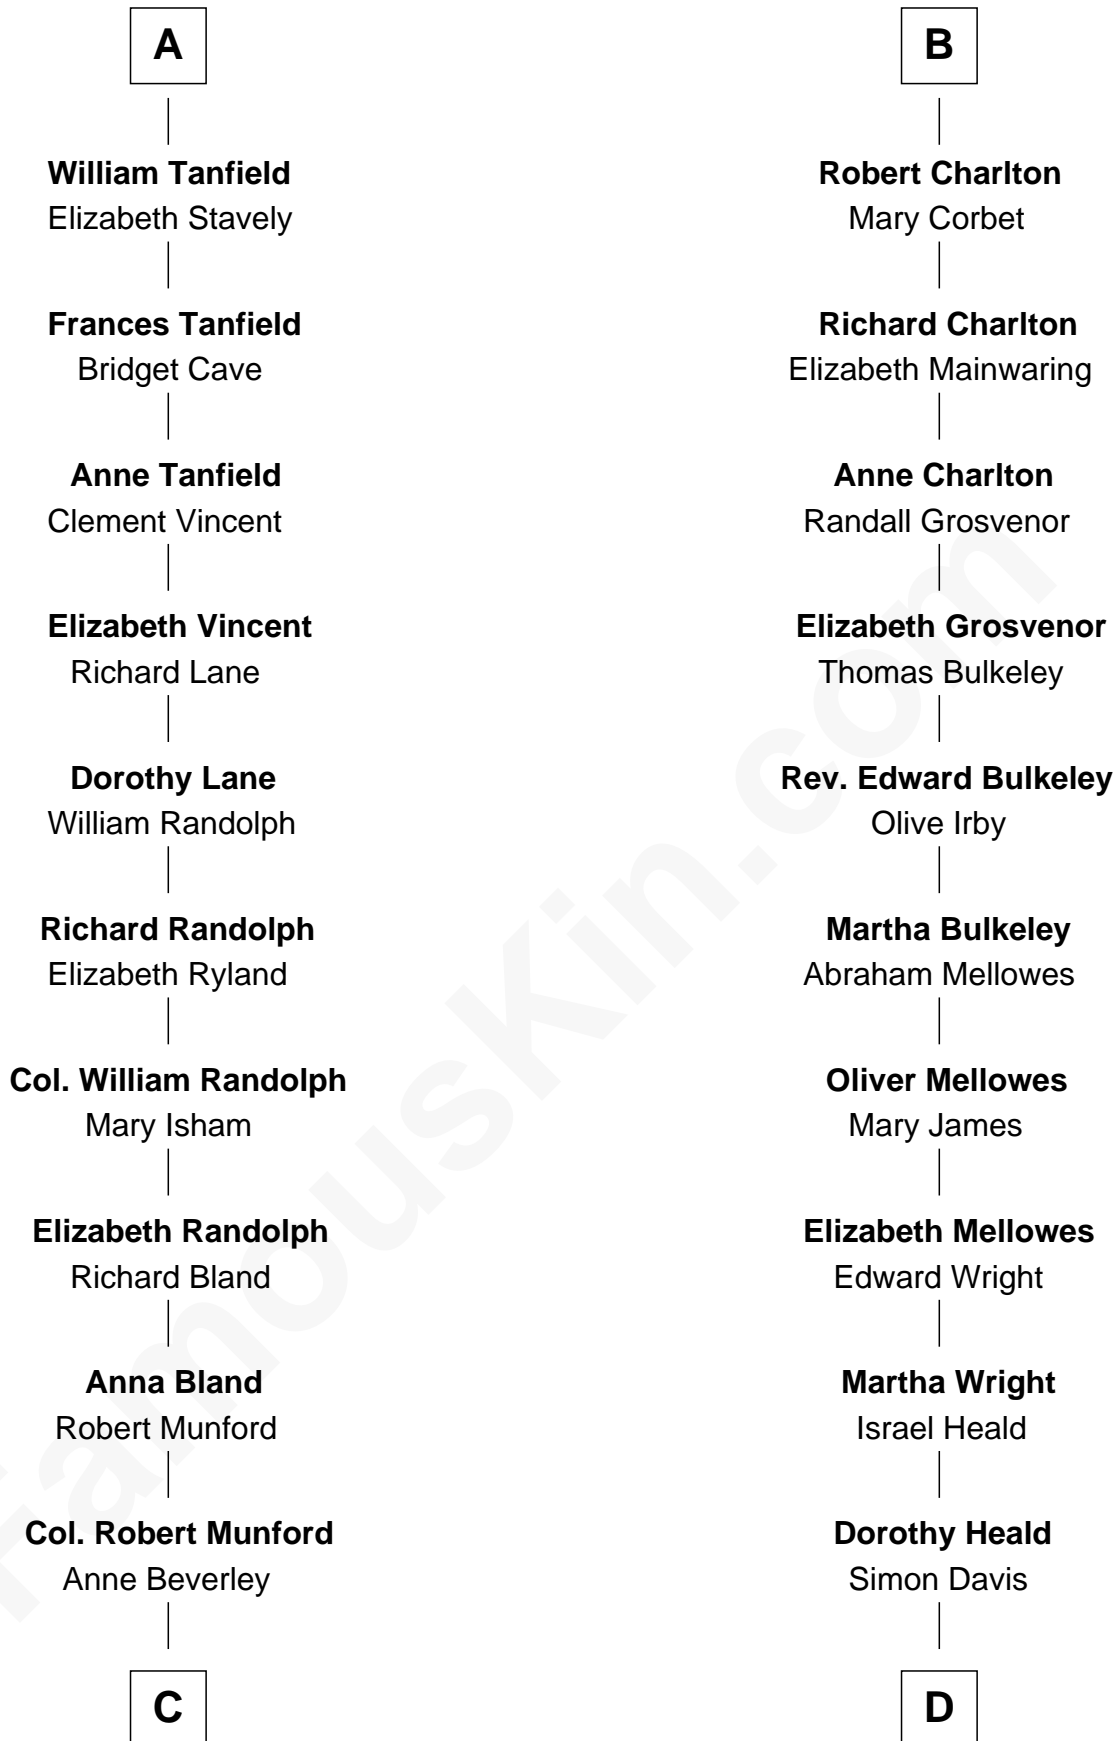 A
William Tanfield
Elizabeth Stavely
Frances Tanfield
Bridget Cave
Anne Tanfield
Clement Vincent
Elizabeth Vincent
Richard Lane
Dorothy Lane
William Randolph
Richard Randolph
Elizabeth Ryland
Col. William Randolph
Mary Isham
Elizabeth Randolph
Richard Bland
Anna Bland
Robert Munford
Col. Robert Munford
Anne Beverley
C
B
Robert Charlton
Mary Corbet
Richard Charlton
Elizabeth Mainwaring
Anne Charlton
Randall Grosvenor
Elizabeth Grosvenor
Thomas Bulkeley
Rev. Edward Bulkeley
Olive Irby
Martha Bulkeley
Abraham Mellowes
Oliver Mellowes
Mary James
Elizabeth Mellowes
Edward Wright
Martha Wright
Israel Heald
Dorothy Heald
Simon Davis
D
FamousKin.com